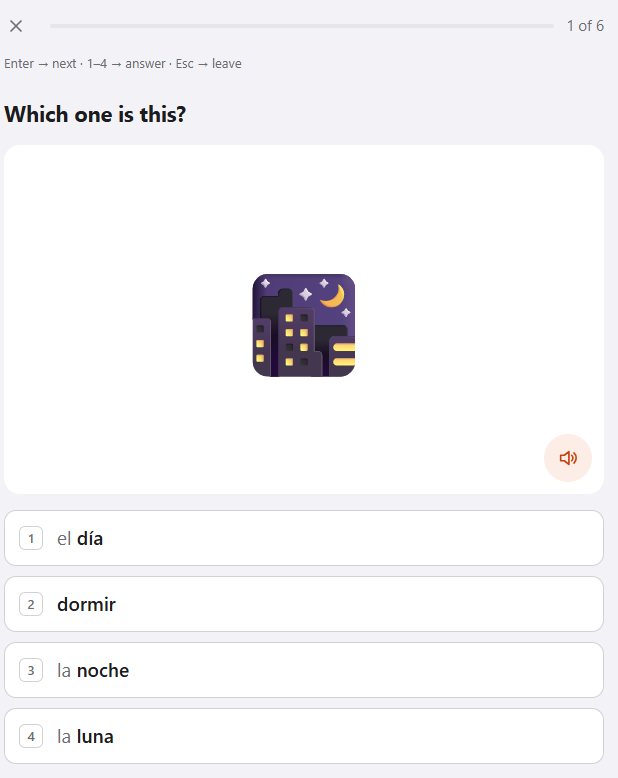 1 of 6
Enter → next · 1–4 → answer · Esc → leave
Which one is this?
1 el día
2 dormir
3 la noche
4 la luna